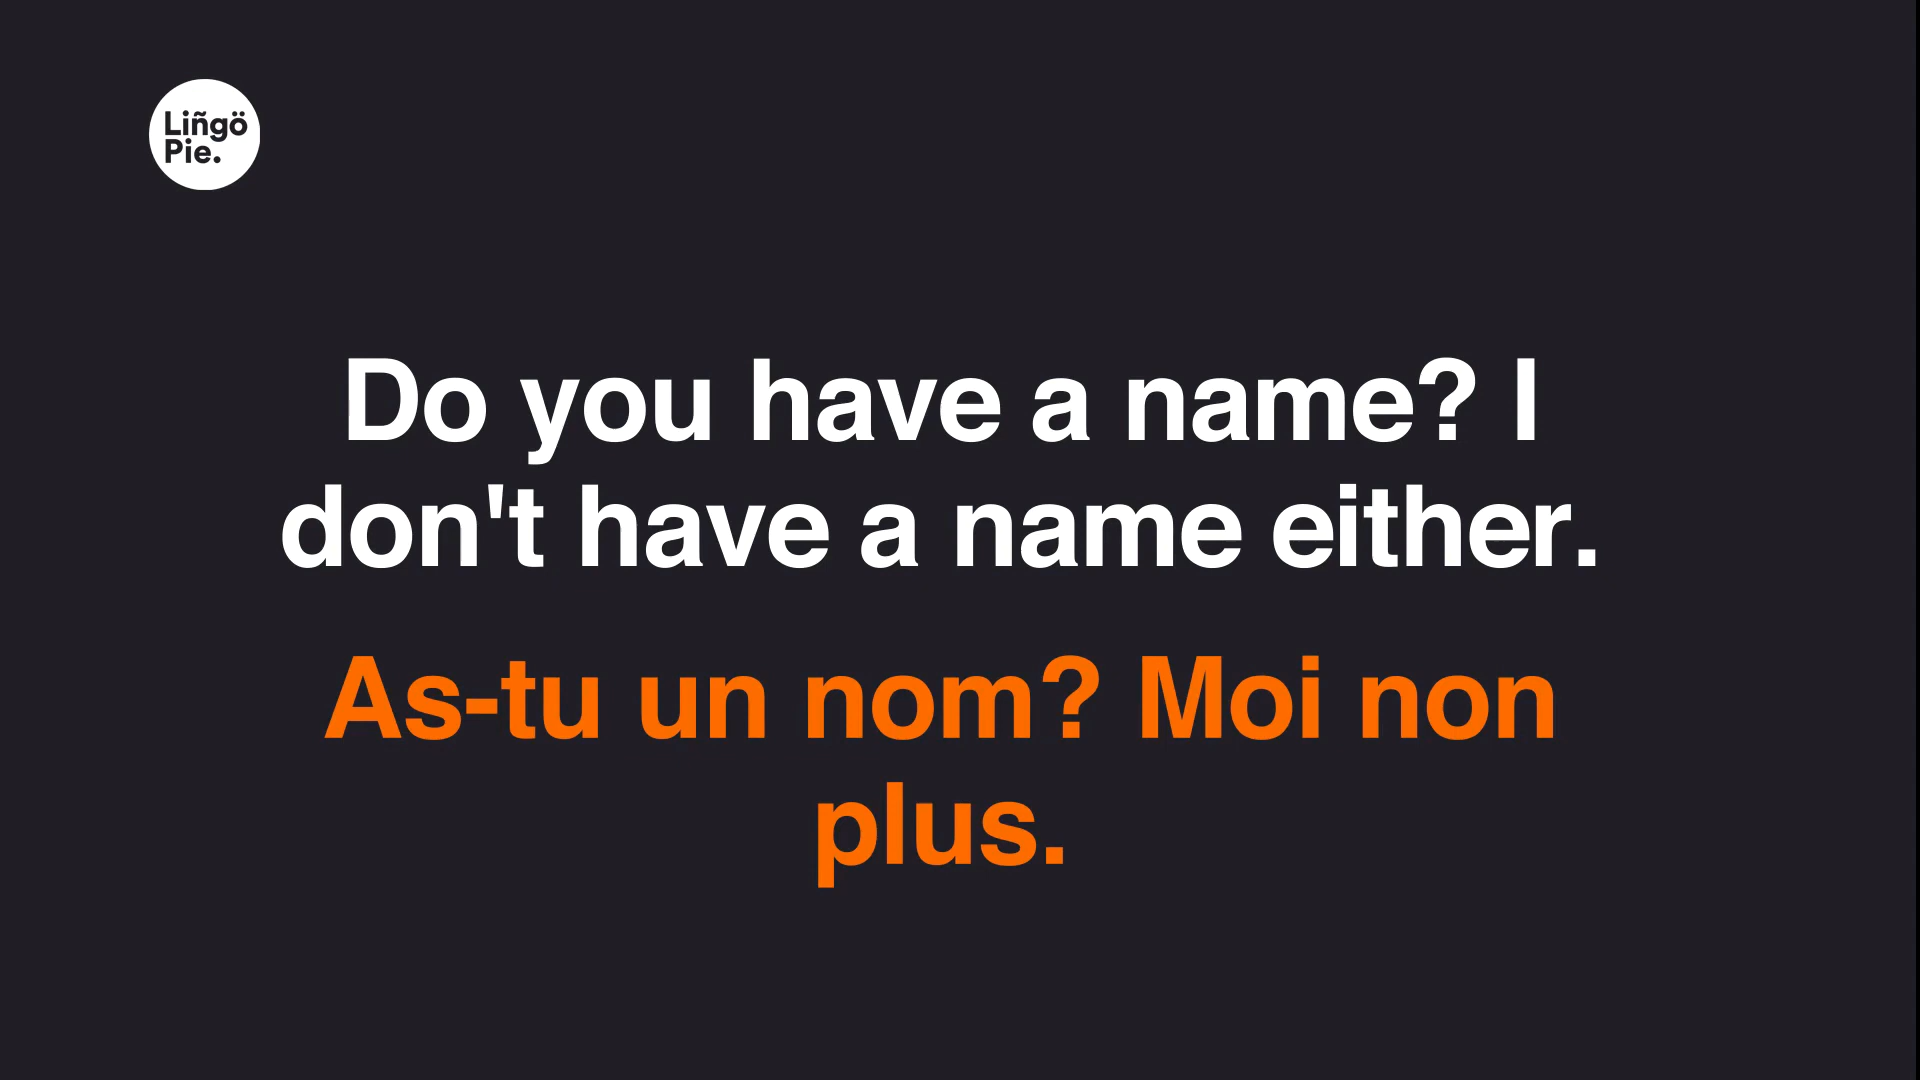 Liñgö
Pie.
Do you have a name? I
don't have a name either.
As-tu un nom? Moi non
plus.